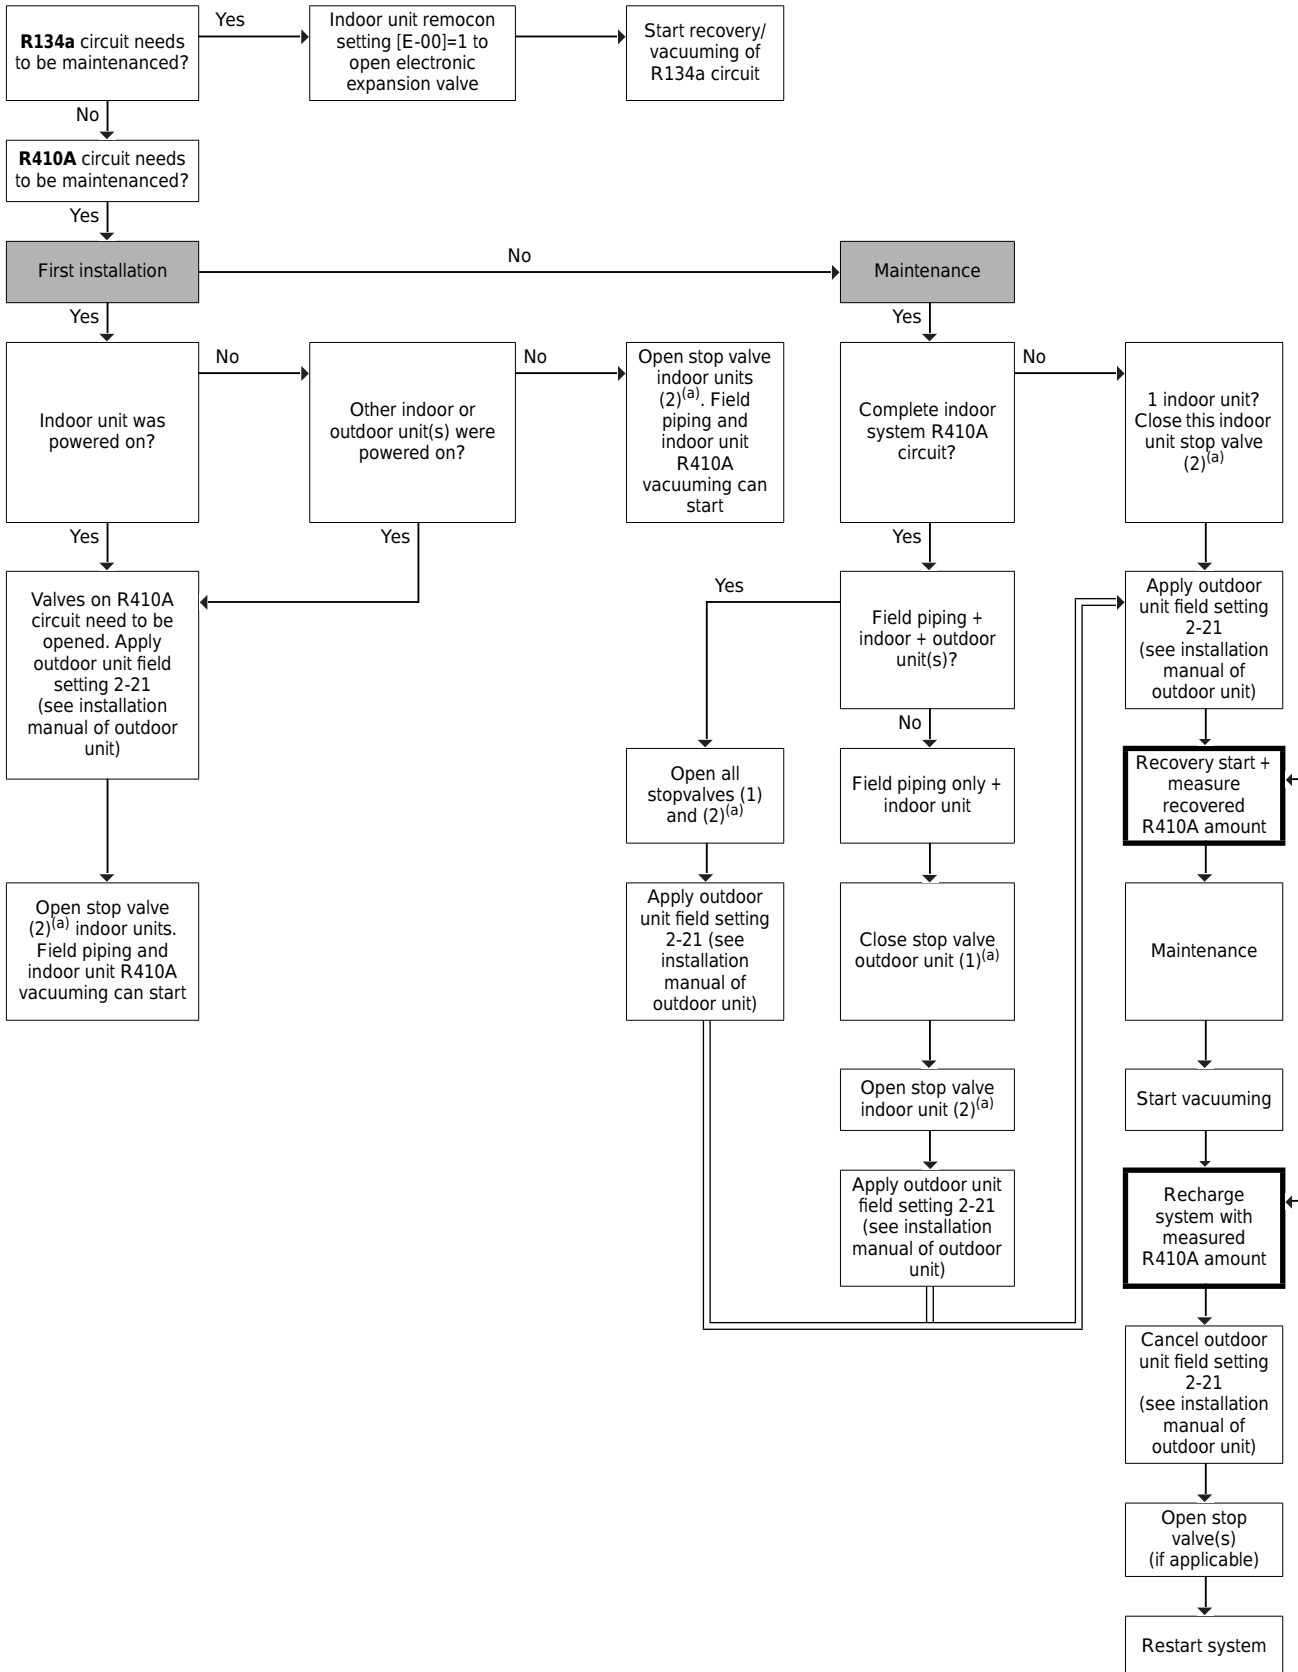 R134a circuit needs
to be maintenanced?
Yes
Indoor unit remocon
setting [E-00]=1 to
open electronic
expansion valve
Start recovery/
vacuuming of
R134a circuit
No
R410A circuit needs
to be maintenanced?
Yes
First installation
No
Maintenance
Yes
Yes
Indoor unit was
powered on?
No
Other indoor or
outdoor unit(s) were
powered on?
No
Open stop valve
indoor units
(2)(a). Field
piping and
indoor unit
R410A
vacuuming can
start
Complete indoor
system R410A
circuit?
No
1 indoor unit?
Close this indoor
unit stop valve
(2)(a)
Yes
Yes
Yes
Valves on R410A
circuit need to be
opened. Apply
outdoor unit field
setting 2-21
(see installation
manual of outdoor
unit)
Yes
Field piping +
indoor + outdoor
unit(s)?
Apply outdoor
unit field setting
2-21
(see installation
manual of
outdoor unit)
No
Open all
stopvalves (1)
and (2)(a)
Field piping only +
indoor unit
Recovery start +
measure
recovered
R410A amount
Open stop valve
(2)(a) indoor units.
Field piping and
indoor unit R410A
vacuuming can start
Apply outdoor
unit field setting
2-21 (see
installation
manual of
outdoor unit)
Close stop valve
outdoor unit (1)(a)
Maintenance
Open stop valve
indoor unit (2)(a)
Start vacuuming
Apply outdoor unit
field setting 2-21
(see installation
manual of outdoor
unit)
Recharge
system with
measured
R410A amount
Cancel outdoor
unit field setting
2-21
(see installation
manual of
outdoor unit)
Open stop
valve(s)
(if applicable)
Restart system